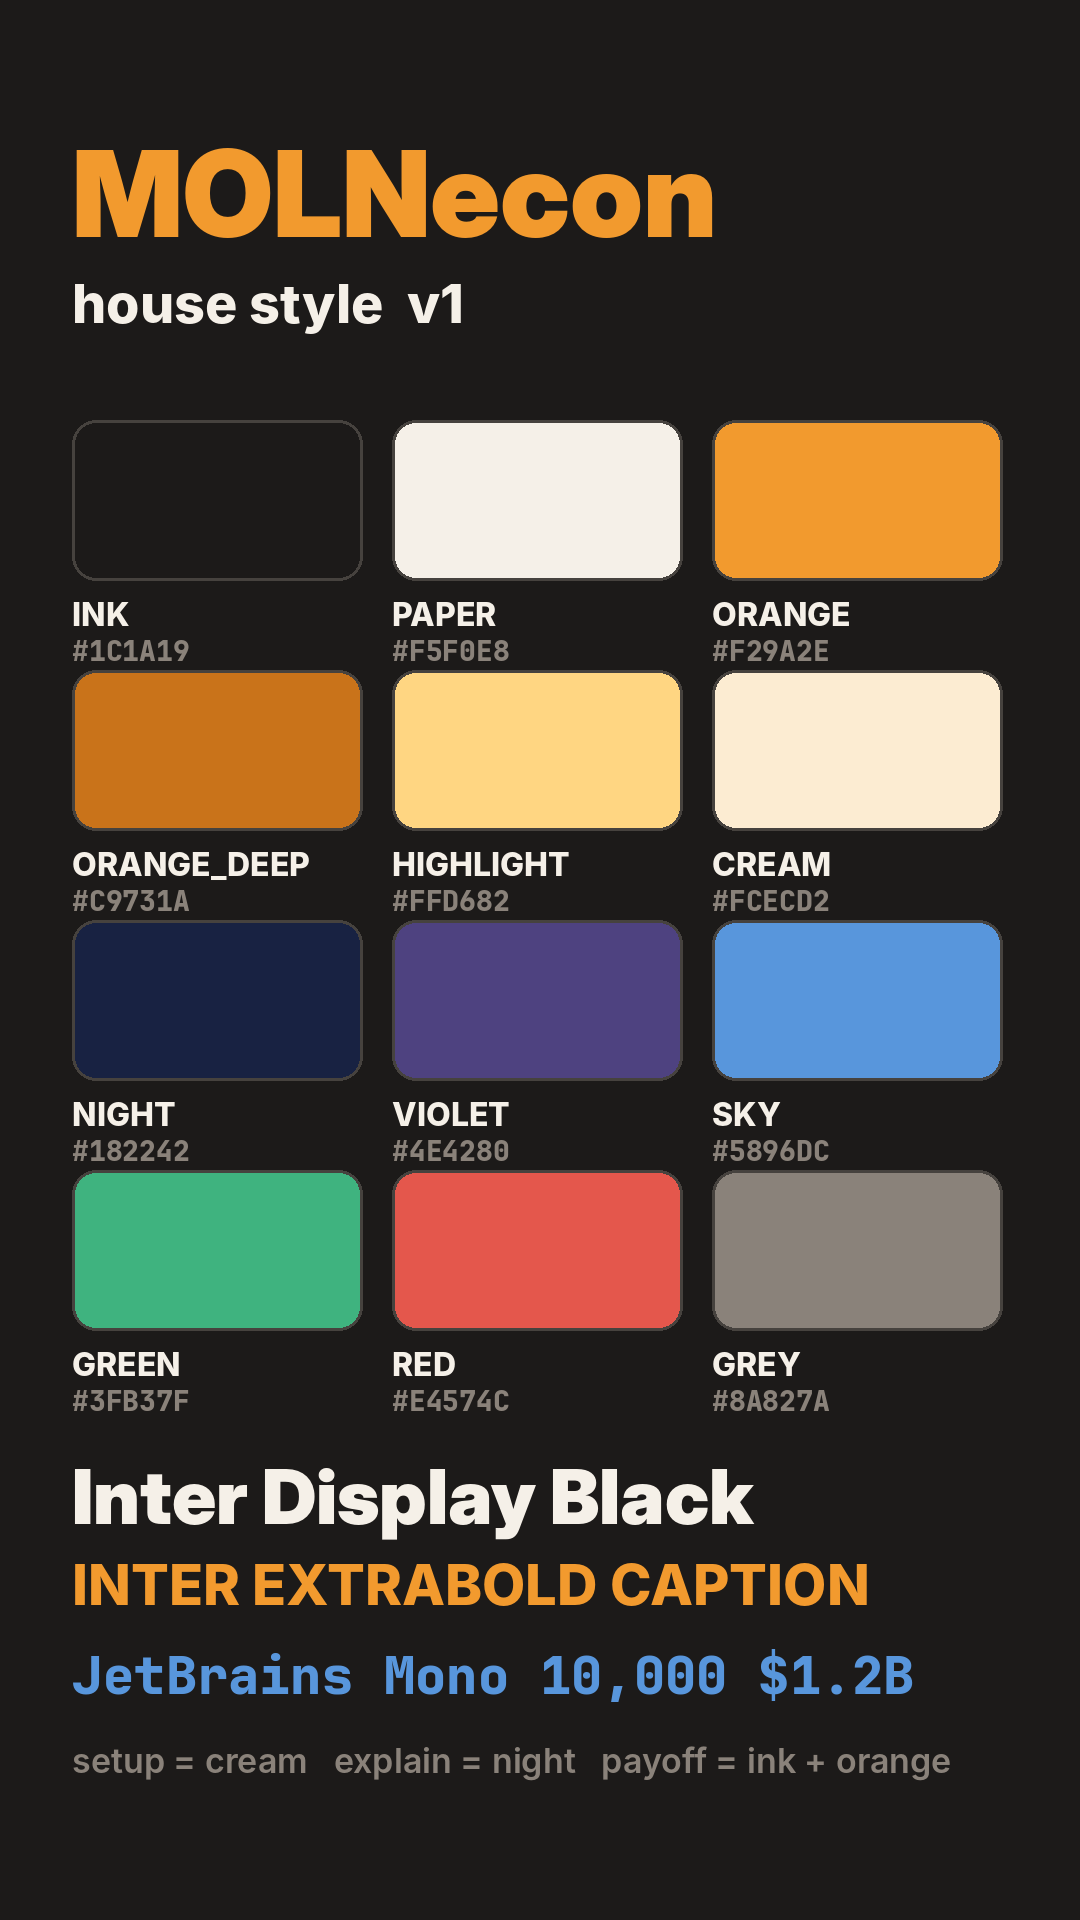 MOLNecon
house style v1
INK PAPER ORANGE
#1C1A19 #F5F0E8 #F29A2E
ORANGE_DEEP HIGHLIGHT CREAM
#C9731A #FFD682 #FCECD2
NIGHT VIOLET SKY
#182242 #4E4280 #5896DC
GREEN RED GREY
#3FB37F #E4574C #8A827A
Inter Display Black
INTER EXTRABOLD CAPTION
JetBrains Mono 10,000 $1.2B
setup = cream explain = night payoff = ink + orange